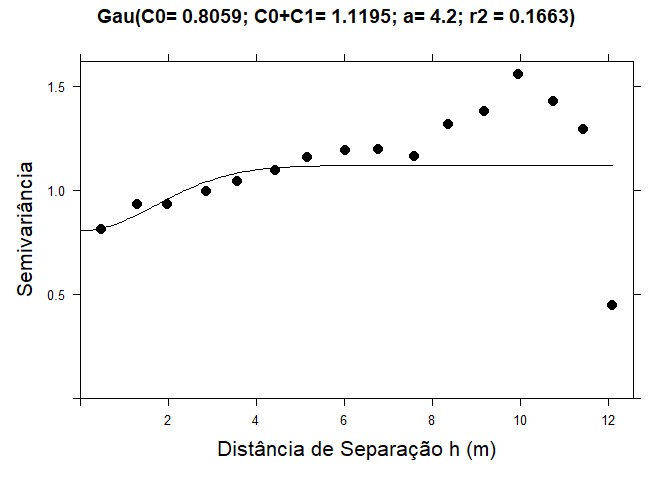 Gau(C0= 0.8059; C0+C1= 1.1195; a= 4.2; r2 = 0.1663)
1.5
1.0
0.5
Semivariância
2 4 6 8 10 12
Distância de Separação h (m)